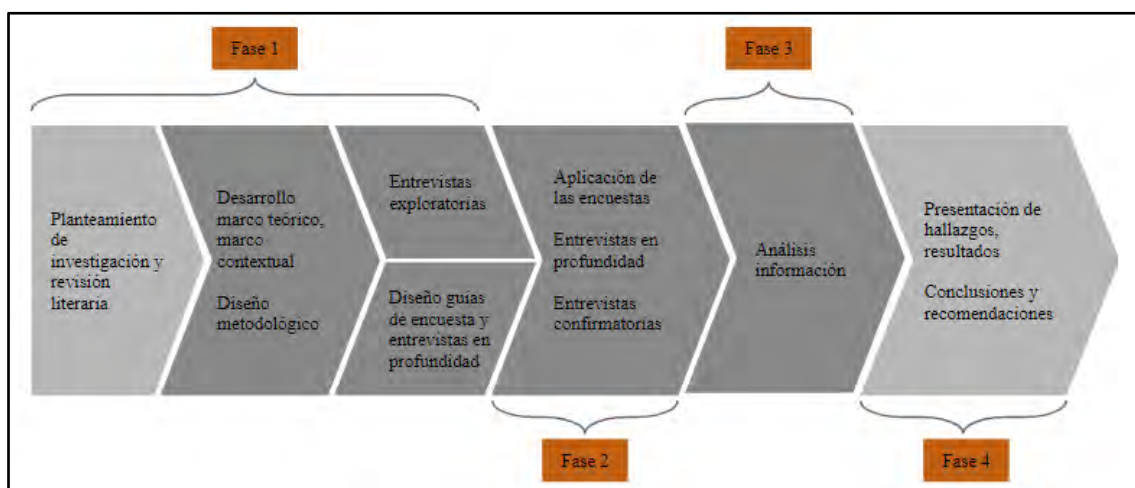 Fase 1
Fase 3
Planteamiento
de
investigación y
revisión
literaria
Desarrollo
marco teórico,
marco
contextual
Diseño
metodológico
Entrevistas
exploratorias
Diseño guías
de encuesta y
entrevistas en
profundidad
Aplicación de
las encuestas
Entrevistas en
profundidad
Entrevistas
confirmatorias
Análisis
información
Presentación de
hallazgos,
resultados
Conclusiones y
recomendaciones
Fase 2
Fase 4